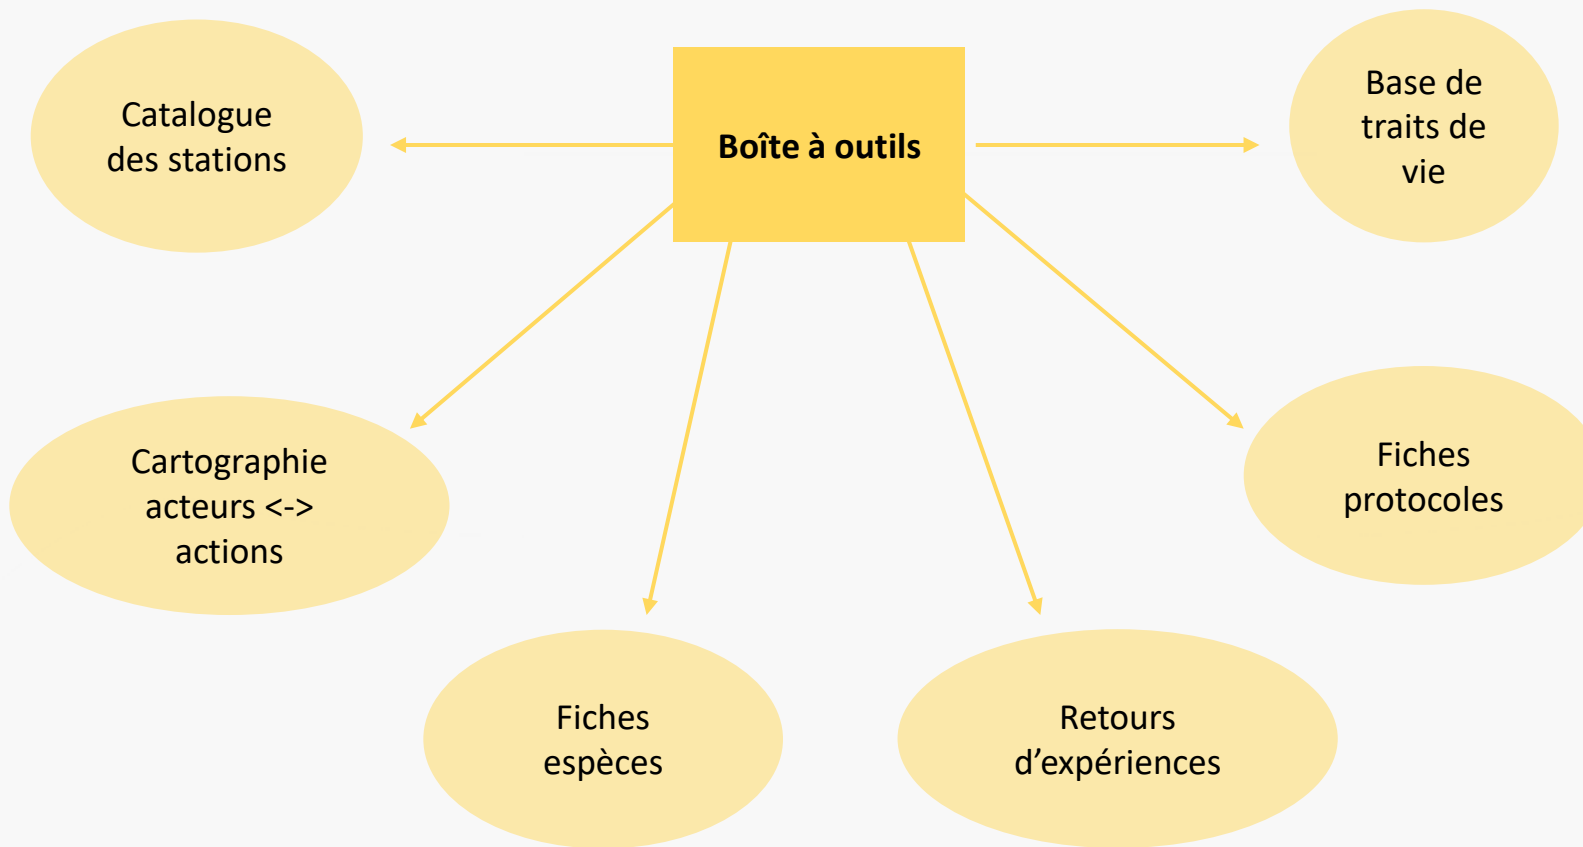 Catalogue
des stations
Boîte à outils
Base de
traits de
vie
Cartographie
acteurs <->
actions
Fiches
protocoles
Fiches
espèces
Retours
d’expériences